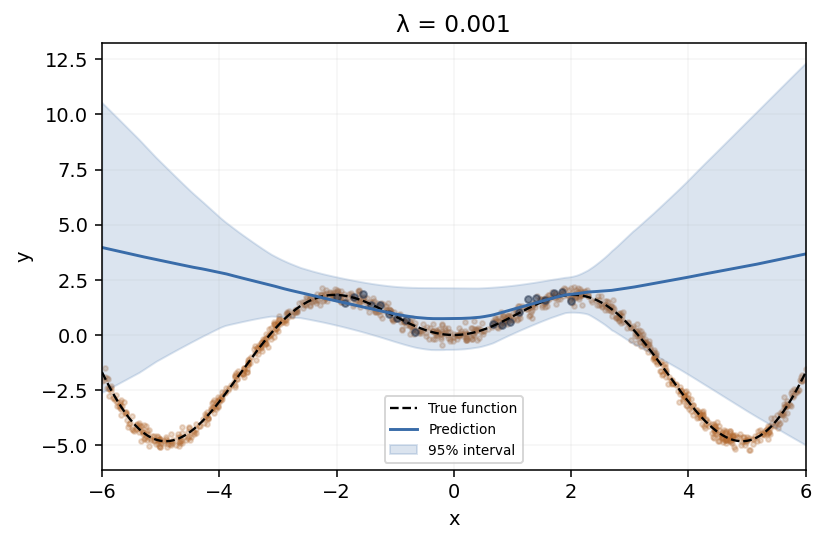 λ = 0.001
12.5
10.0
7.5
5.0
2.5
0.0
−2.5
−5.0
y
True function
Prediction
95% interval
−6 −4 −2 0 2 4 6
x